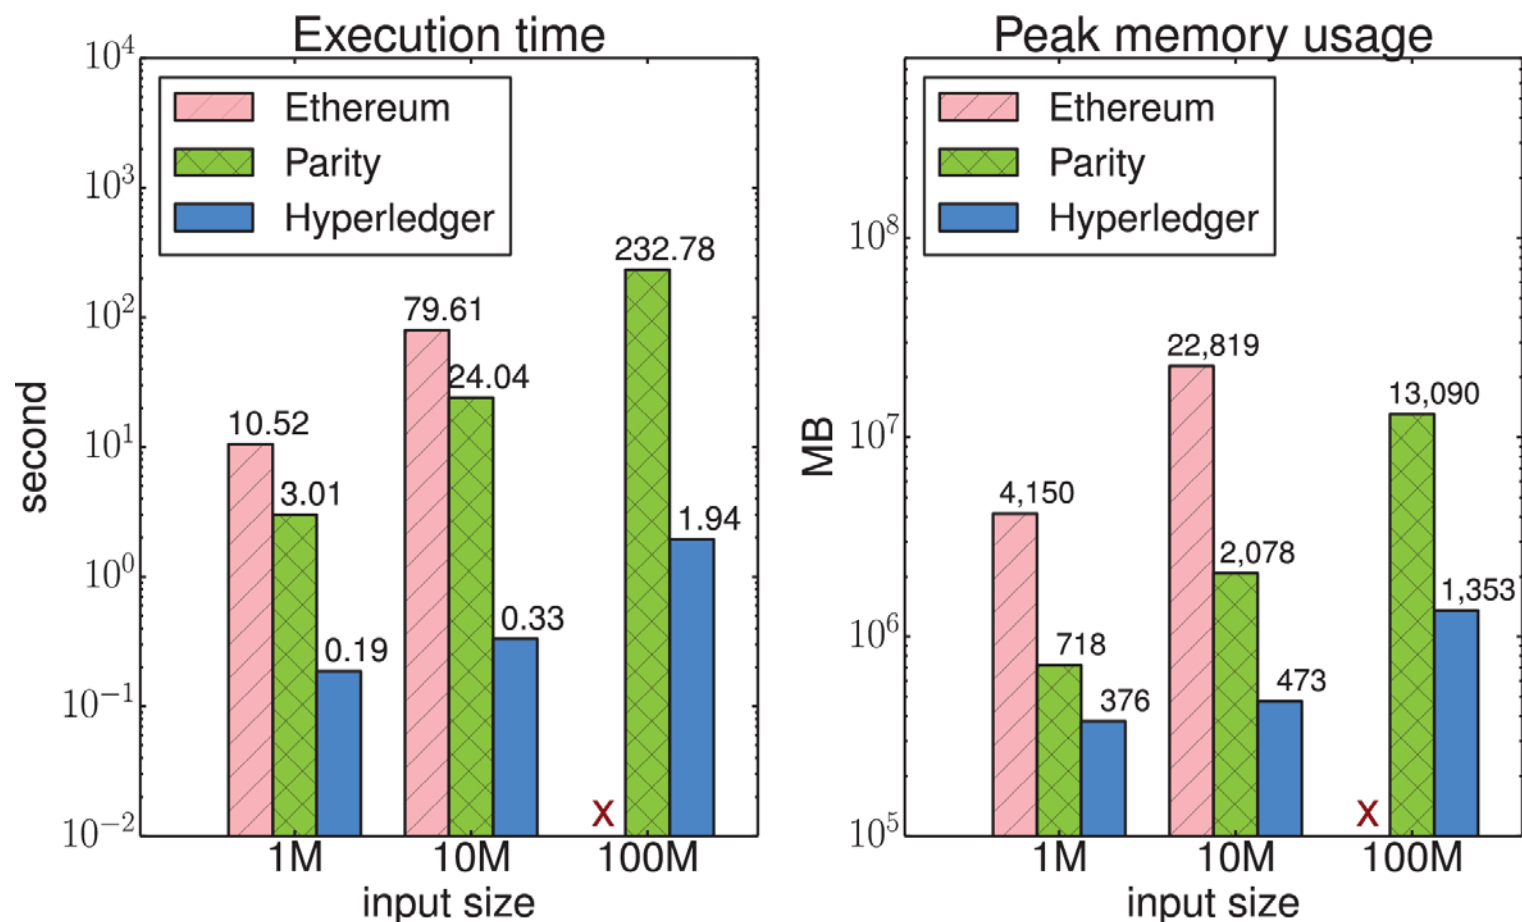 Execution time
10^4
10^3
10^2
10^1
10^0
10^-1
10^-2
second
Ethereum
Parity
Hyperledger
10.52
3.01
0.19
79.61
24.04
0.33
X
232.78
1.94
1M
10M
100M
input size
Peak memory usage
10^8
10^7
10^6
10^5
MB
Ethereum
Parity
Hyperledger
4,150
718
376
22,819
2,078
473
X
13,090
1,353
1M
10M
100M
input size